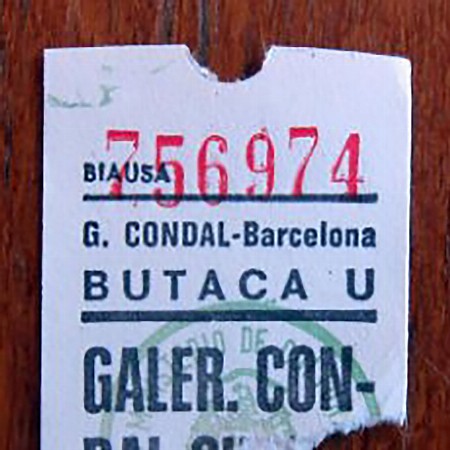 756974
BIAUSA
G. CONDAL-Barcelona
BUTACA U
GALER. CON-